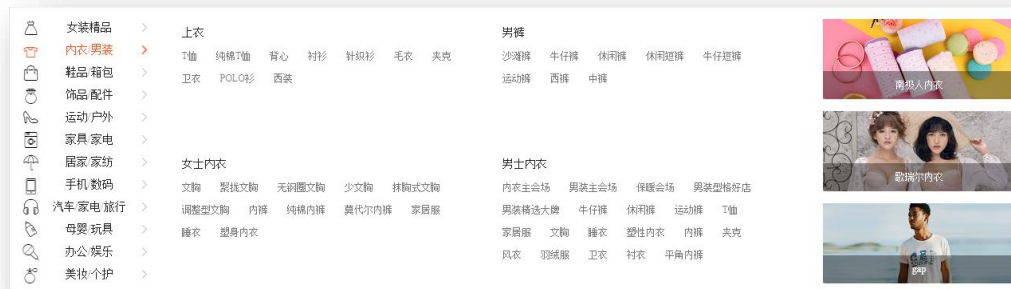 女装精品
内衣/男装
鞋品/箱包
饰品/配件
运动/户外
家具/家电
居家/家纺
手机/数码
汽车/家电/旅行
母婴/玩具
办公/娱乐
美妆/个护
上衣
T恤 纯棉T恤 背心 衬衫 针织衫 毛衣 夹克
卫衣 POLO衫 西装
男裤
沙滩裤 牛仔裤 休闲裤 休闲短裤 牛仔短裤
运动裤 西裤 中裤
女士内衣
文胸 聚拢文胸 无钢圈文胸 少文胸 抹胸式文胸
调整型文胸 内裤 纯棉内裤 莫代尔内裤 家居服
睡衣 塑身内衣
男士内衣
内衣主会场 男装主会场 保暖会场 男装型格好店
男装精选大牌 牛仔裤 休闲裤 运动裤 T恤
家居服 文胸 睡衣 塑性内衣 内裤 夹克
风衣 羽绒服 卫衣 衬衣 平角内裤
南极人内衣
歌瑞尔内衣
gap